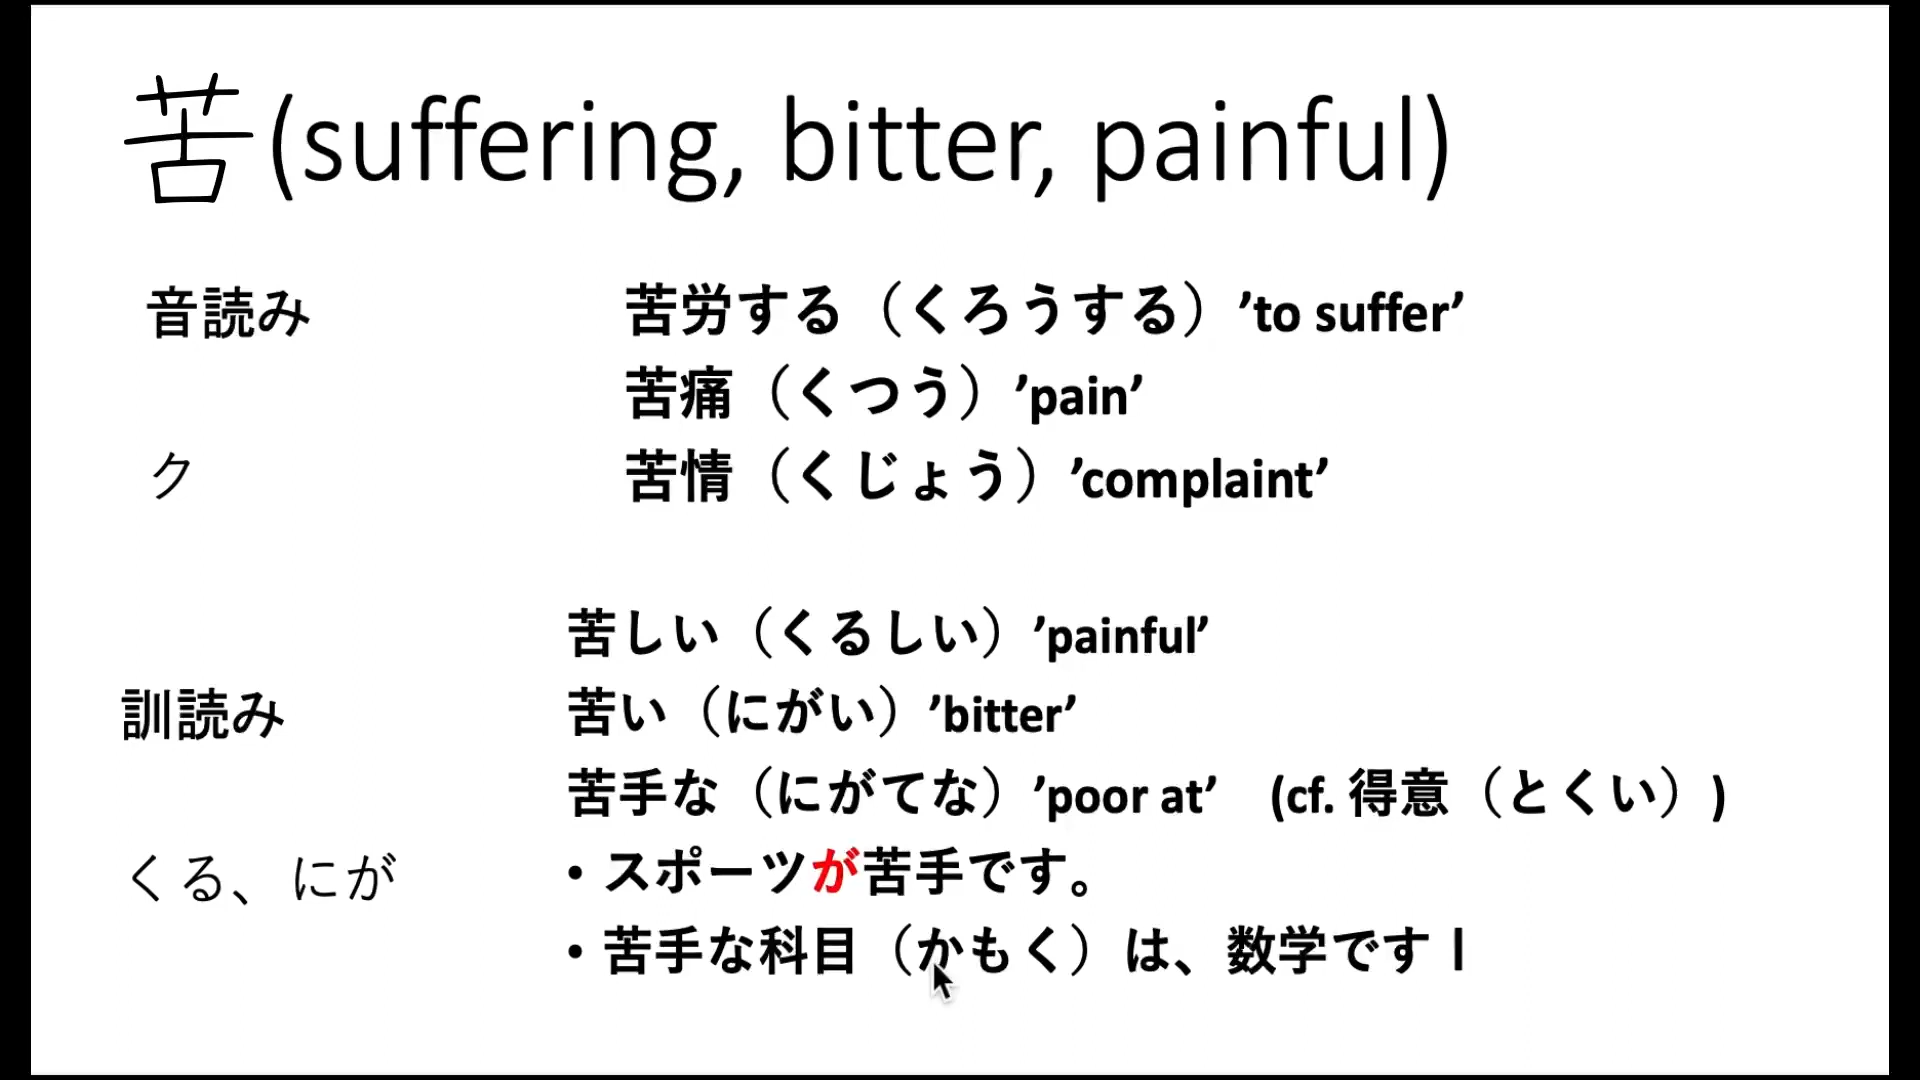 苦(suffering, bitter, painful)
音読み
ク
苦労する（くろうする）’to suffer’
苦痛（くつう）’pain’
苦情（くじょう）’complaint’
訓読み
くる、にが
苦しい（くるしい）’painful’
苦い（にがい）’bitter’
苦手な（にがてな）’poor at’　(cf. 得意（とくい）)
・スポーツが苦手です。
・苦手な科目（かもく）は、数学ですl